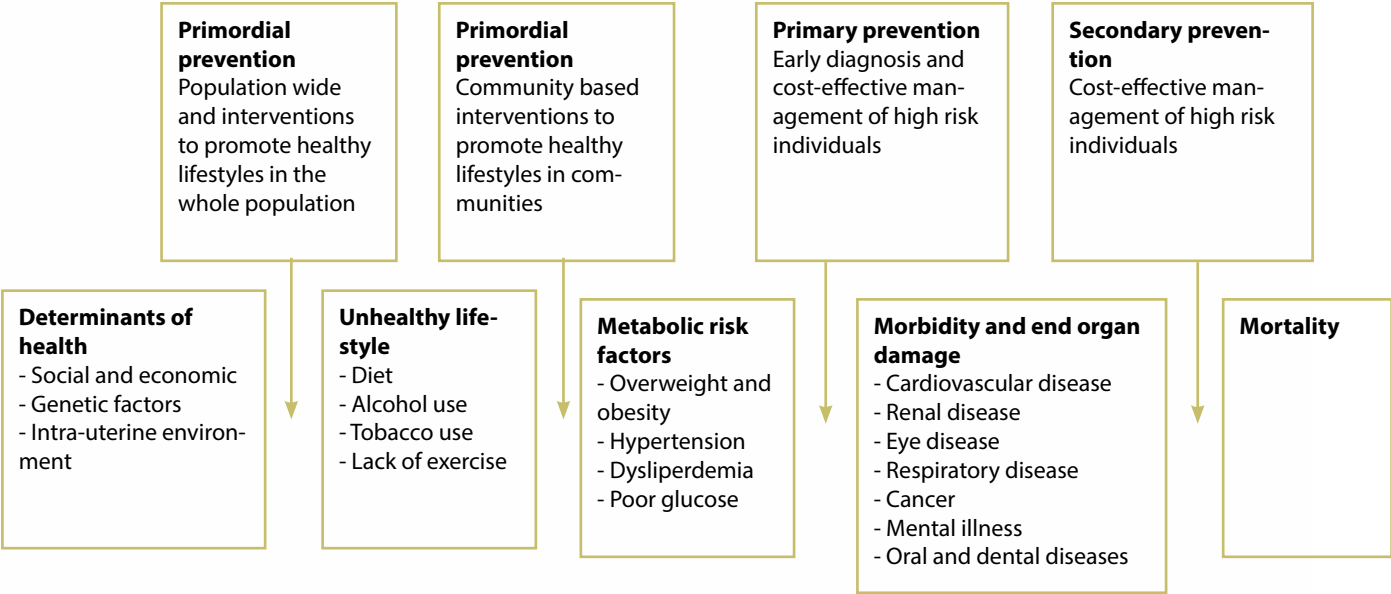 Primordial
prevention
Population wide
and interventions
to promote healthy
lifestyles in the
whole population
Primordial
prevention
Community based
interventions to
promote healthy
lifestyles in com-
munities
Primary prevention
Early diagnosis and
cost-effective man-
agement of high risk
individuals
Secondary preven-
tion
Cost-effective man-
agement of high risk
individuals
Determinants of
health
- Social and economic
- Genetic factors
- Intra-uterine environ-
ment
Unhealthy life-
style
- Diet
- Alcohol use
- Tobacco use
- Lack of exercise
Metabolic risk
factors
- Overweight and
obesity
- Hypertension
- Dysliperdemia
- Poor glucose
Morbidity and end organ
damage
- Cardiovascular disease
- Renal disease
- Eye disease
- Respiratory disease
- Cancer
- Mental illness
- Oral and dental diseases
Mortality